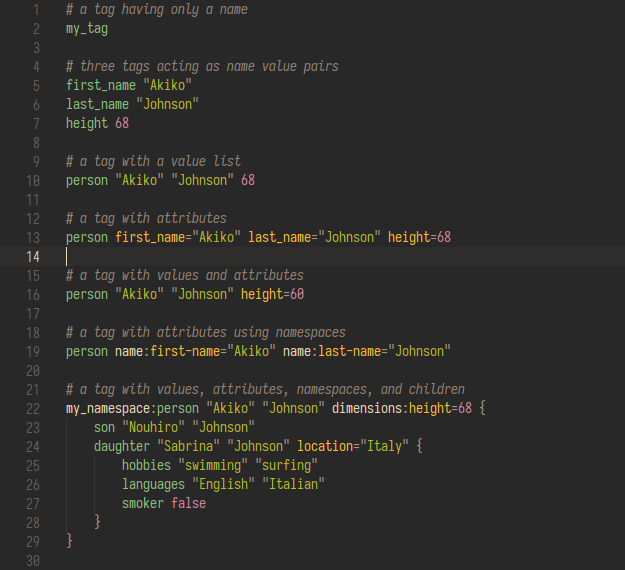 1 # a tag having only a name
2 my_tag
3
4 # three tags acting as name value pairs
5 first_name "Akiko"
6 last_name "Johnson"
7 height 68
8
9 # a tag with a value list
10 person "Akiko" "Johnson" 68
11
12 # a tag with attributes
13 person first_name="Akiko" last_name="Johnson" height=68
14
15 # a tag with values and attributes
16 person "Akiko" "Johnson" height=60
17
18 # a tag with attributes using namespaces
19 person name:first-name="Akiko" name:last-name="Johnson"
20
21 # a tag with values, attributes, namespaces, and children
22 my_namespace:person "Akiko" "Johnson" dimensions:height=68 {
23     son "Nouhiro" "Johnson"
24     daughter "Sabrina" "Johnson" location="Italy" {
25         hobbies "swimming" "surfing"
26         languages "English" "Italian"
27         smoker false
28     }
29 }
30